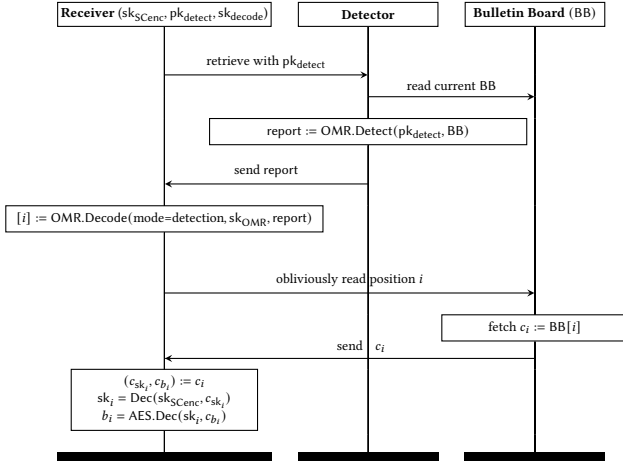 Receiver (sk_SCenc, pk_detect, sk_decode)
Detector
Bulletin Board (BB)
retrieve with pk_detect
read current BB
report := OMR.Detect(pk_detect, BB)
send report
[i] := OMR.Decode(mode=detection, sk_OMR, report)
obliviously read position i
fetch c_i := BB[i]
send c_i
(c_sk_i, c_b_i) := c_i
sk_i = Dec(sk_SCenc, c_sk_i)
b_i = AES.Dec(sk_i, c_b_i)